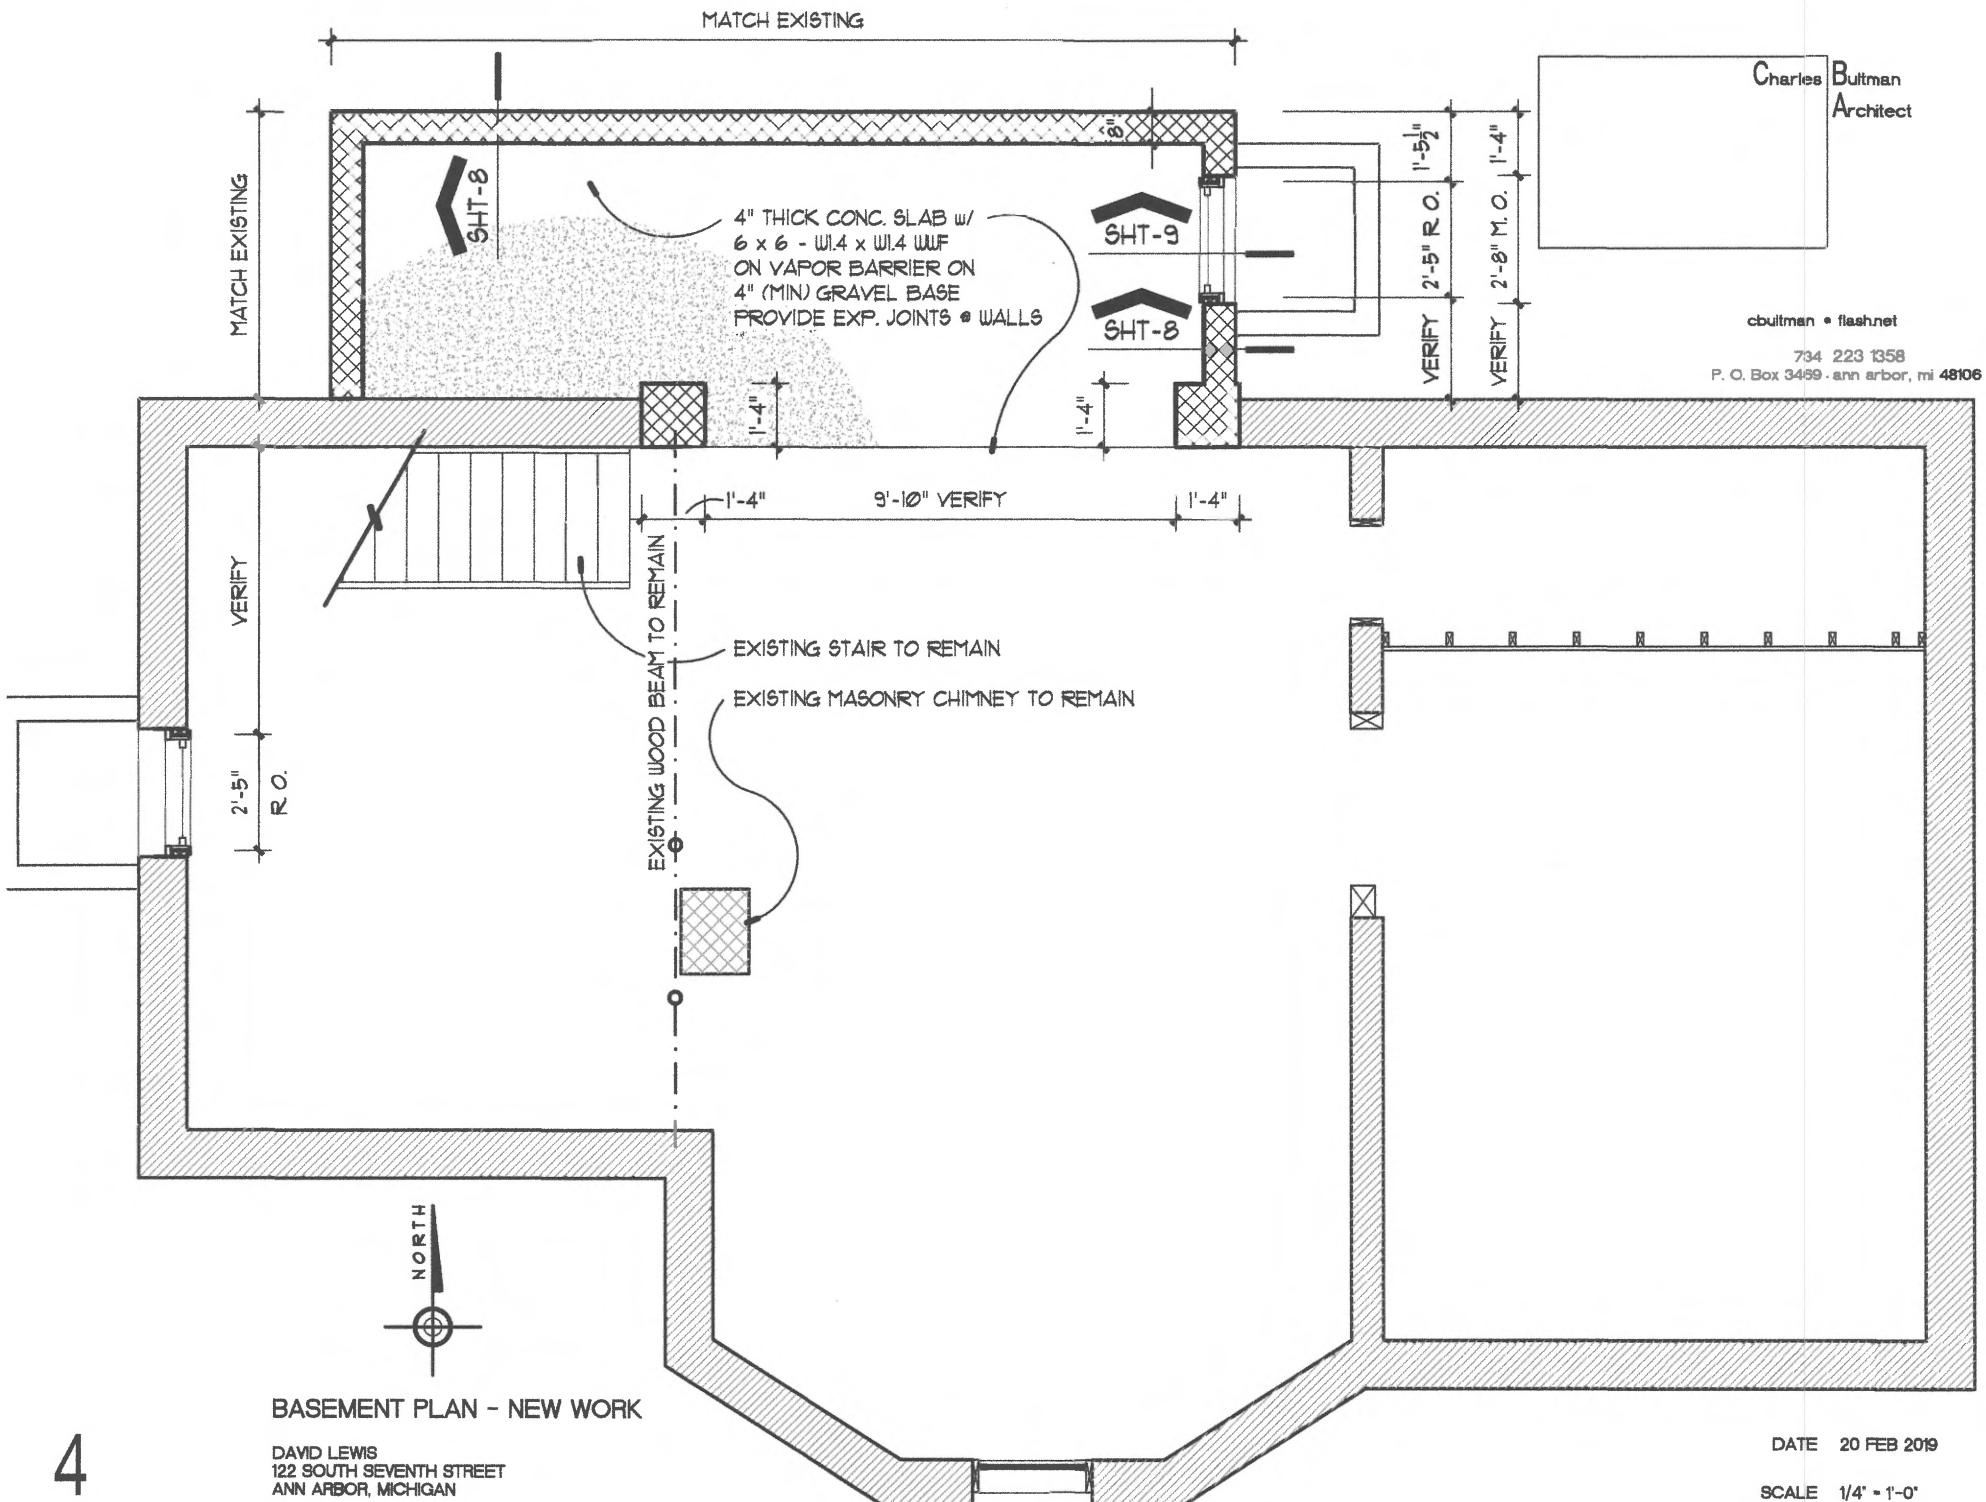 MATCH EXISTING
Charles Bultman
Architect
MATCH EXISTING
8"
1'-5½"
1'-4"
SHT-8
4" THICK CONC. SLAB w/
6 x 6 - W1.4 x W1.4 WWF
ON VAPOR BARRIER ON
4" (MIN) GRAVEL BASE
PROVIDE EXP. JOINTS @ WALLS
SHT-9
SHT-8
2'-5" R.O.
2'-8" M.O.
VERIFY
VERIFY
cbultman • flash.net
734 223 1358
P. O. Box 3469 · ann arbor, mi 48106
1'-4"
1'-4"
1'-4"
9'-10" VERIFY
1'-4"
VERIFY
EXISTING WOOD BEAM TO REMAIN
EXISTING STAIR TO REMAIN
EXISTING MASONRY CHIMNEY TO REMAIN
2'-5"
R.O.
NORTH
BASEMENT PLAN - NEW WORK
4
DAVID LEWIS
122 SOUTH SEVENTH STREET
ANN ARBOR, MICHIGAN
DATE 20 FEB 2019
SCALE 1/4" = 1'-0"